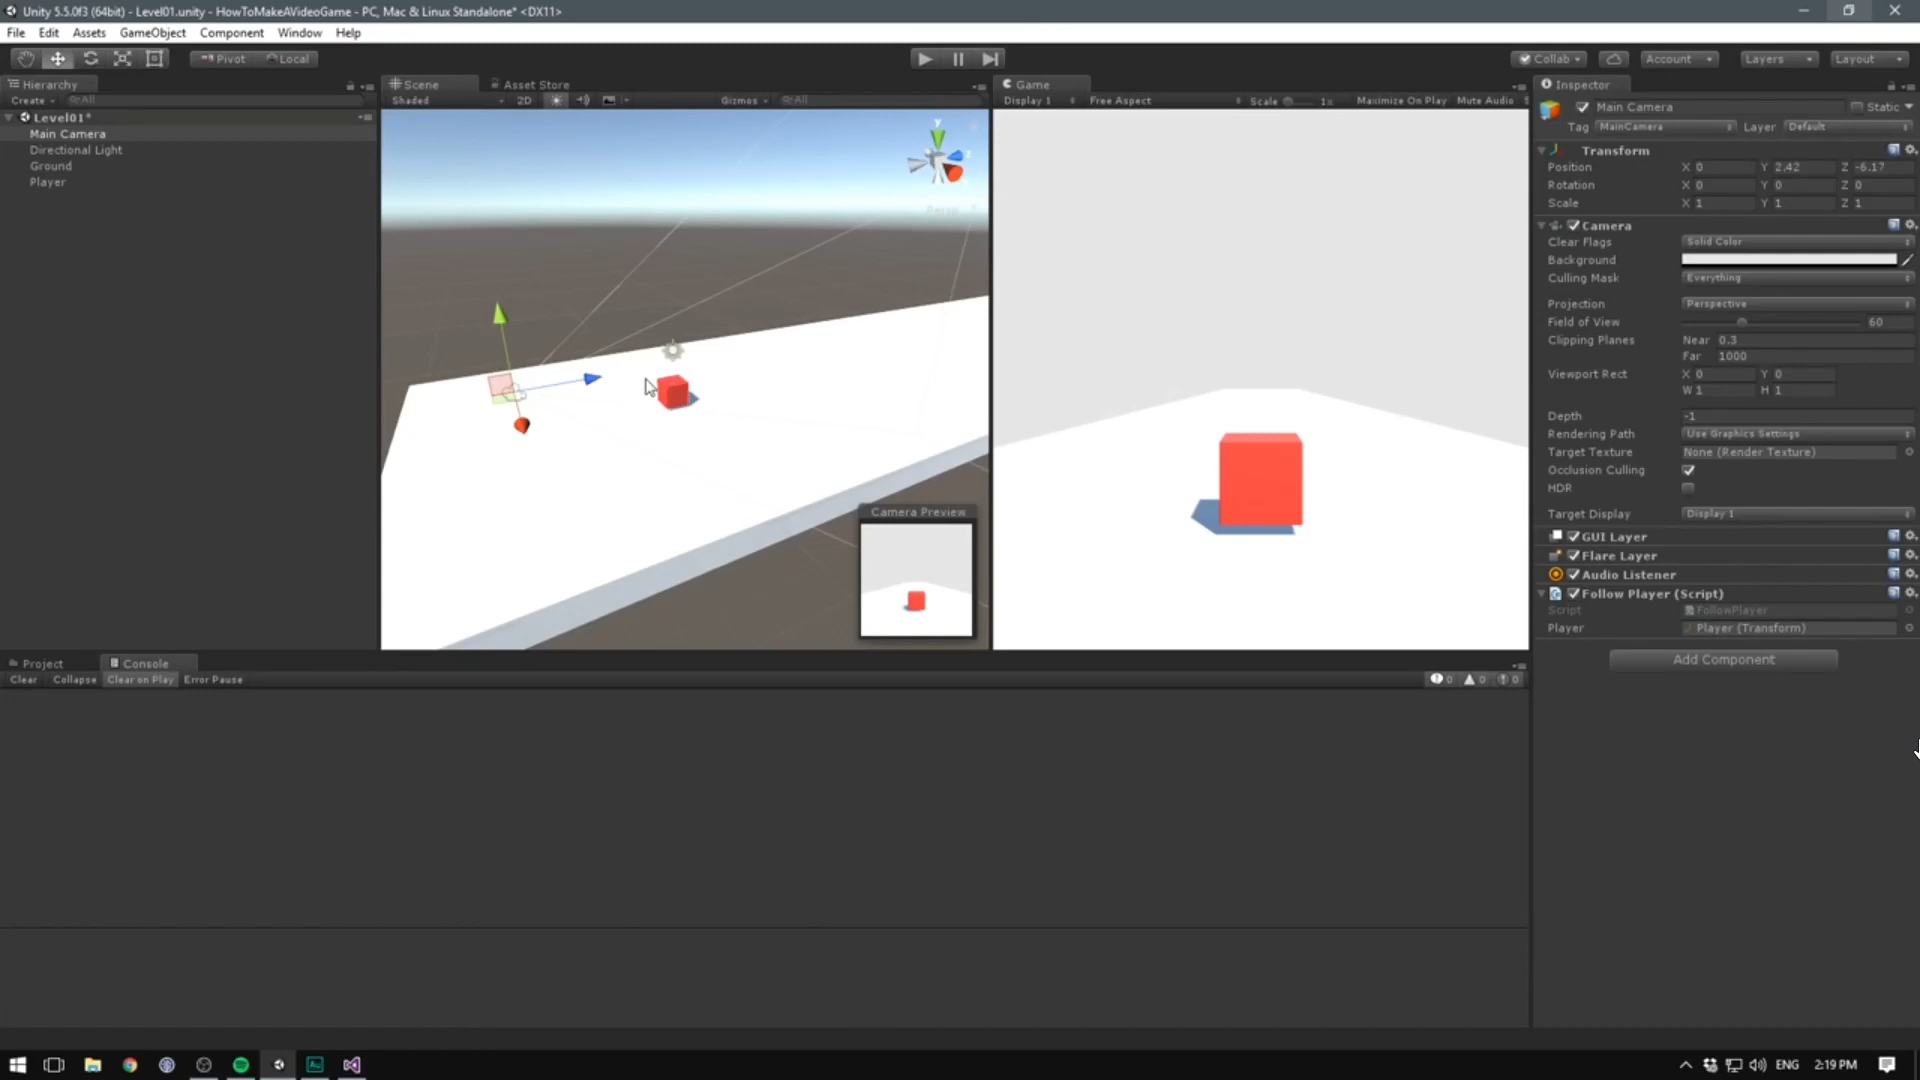 Unity 5.5.0f3 (64bit) - Level01.unity - HowToMakeAVideoGame - PC, Mac & Linux Standalone* <DX11>
File Edit Assets GameObject Component Window Help
Pivot Local
Collab Account Layers Layout
Hierarchy
Create All
Level01*
Main Camera
Directional Light
Ground
Player
Scene Asset Store
Shaded 2D Gizmos All
y
z
Persp
Camera Preview
Game
Display 1 Free Aspect Scale 1x Maximize On Play Mute Audio
Inspector
Main Camera Static
Tag MainCamera Layer Default
Transform
Position X 0 Y 2.42 Z -6.17
Rotation X 0 Y 0 Z 0
Scale X 1 Y 1 Z 1
Camera
Clear Flags Solid Color
Background
Culling Mask Everything
Projection Perspective
Field of View 60
Clipping Planes Near 0.3
Far 1000
Viewport Rect X 0 Y 0
W 1 H 1
Depth -1
Rendering Path Use Graphics Settings
Target Texture None (Render Texture)
Occlusion Culling
HDR
Target Display Display 1
GUI Layer
Flare Layer
Audio Listener
Follow Player (Script)
Script FollowPlayer
Player Player (Transform)
Add Component
Project Console
Clear Collapse Clear on Play Error Pause 0 0 0
Au
ENG 2:19 PM